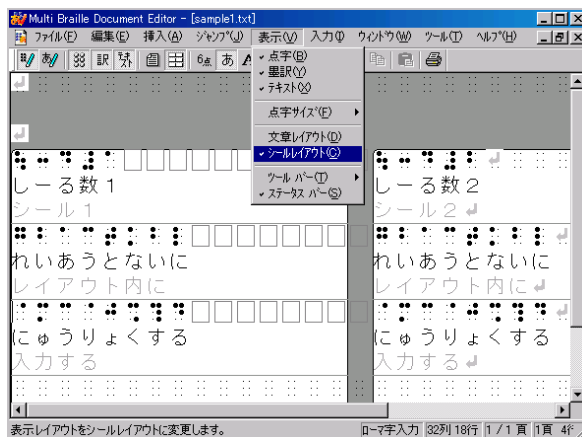 Multi Braille Document Editor - [sample1.txt]
ファイル(F) 編集(E) 挿入(A) ジャンプ(J) 表示(V) 入力(I) ウィンドウ(W) ツール(T) ヘルプ(H)
訳 6点 あ A
点字(B)
墨訳(Y)
テキスト(X)
点字サイズ(F)
文章レイアウト(D)
シールレイアウト(C)
ツール バー(T)
ステータス バー(S)
しーる数1 しーる数2
シール1 シール2
れいあうとないに れいあうとないに
レイアウト内に レイアウト内に
にゅうりょくする にゅうりょくする
入力する 入力する
表示レイアウトをシールレイアウトに変更します。 ローマ字入力 32列 18行 1 / 1 頁 1頁 4行